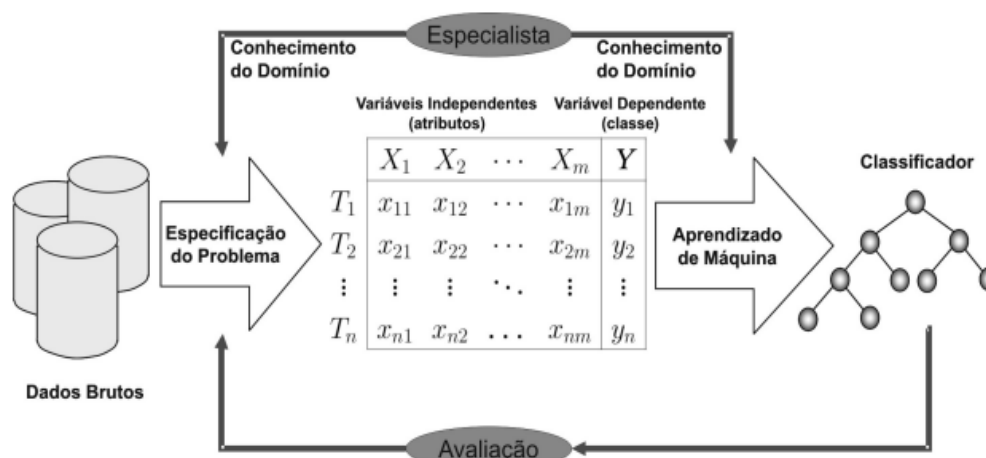 Especialista
Conhecimento
do Domínio
Conhecimento
do Domínio
Variáveis Independentes
(atributos)
Variável Dependente
(classe)
X₁ X₂ ⋯ Xₘ Y
T₁ x₁₁ x₁₂ ⋯ x₁ₘ y₁
T₂ x₂₁ x₂₂ ⋯ x₂ₘ y₂
⋮ ⋮ ⋮ ⋱ ⋮ ⋮
Tₙ xₙ₁ xₙ₂ … xₙₘ yₙ
Especificação
do Problema
Aprendizado
de Máquina
Classificador
Dados Brutos
Avaliação